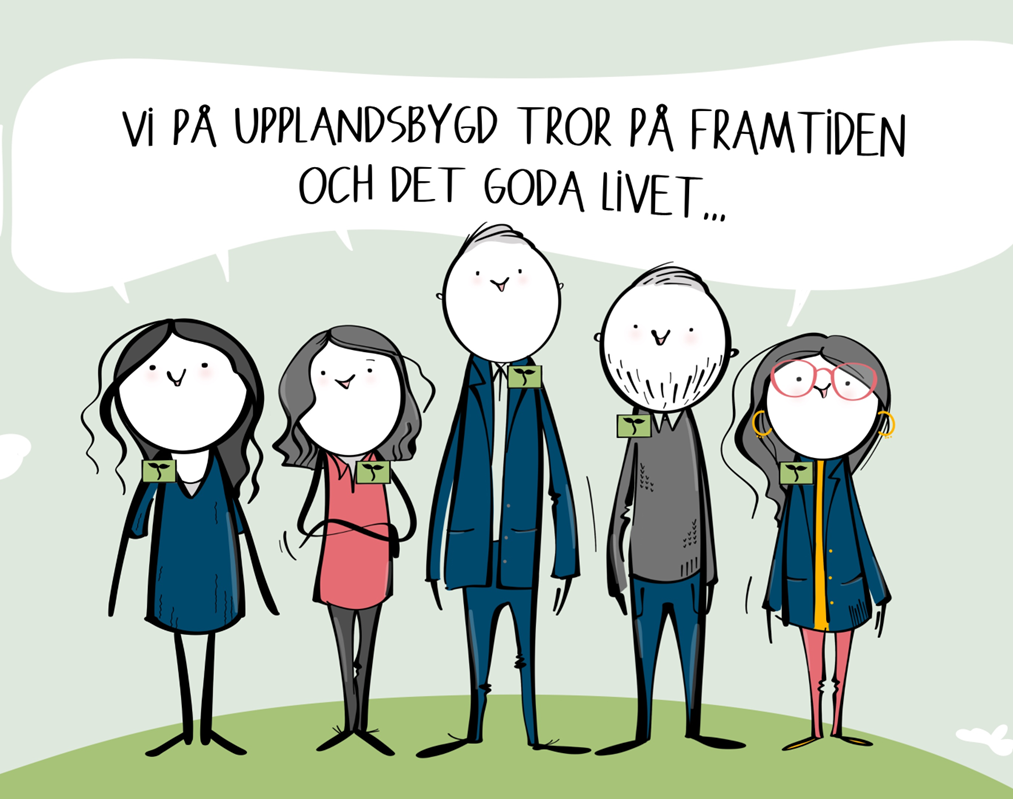 Vi PÅ UPPLANDSBYGD TROR PÅ FRAMTiDEN
OCH DET GODA LiVET...